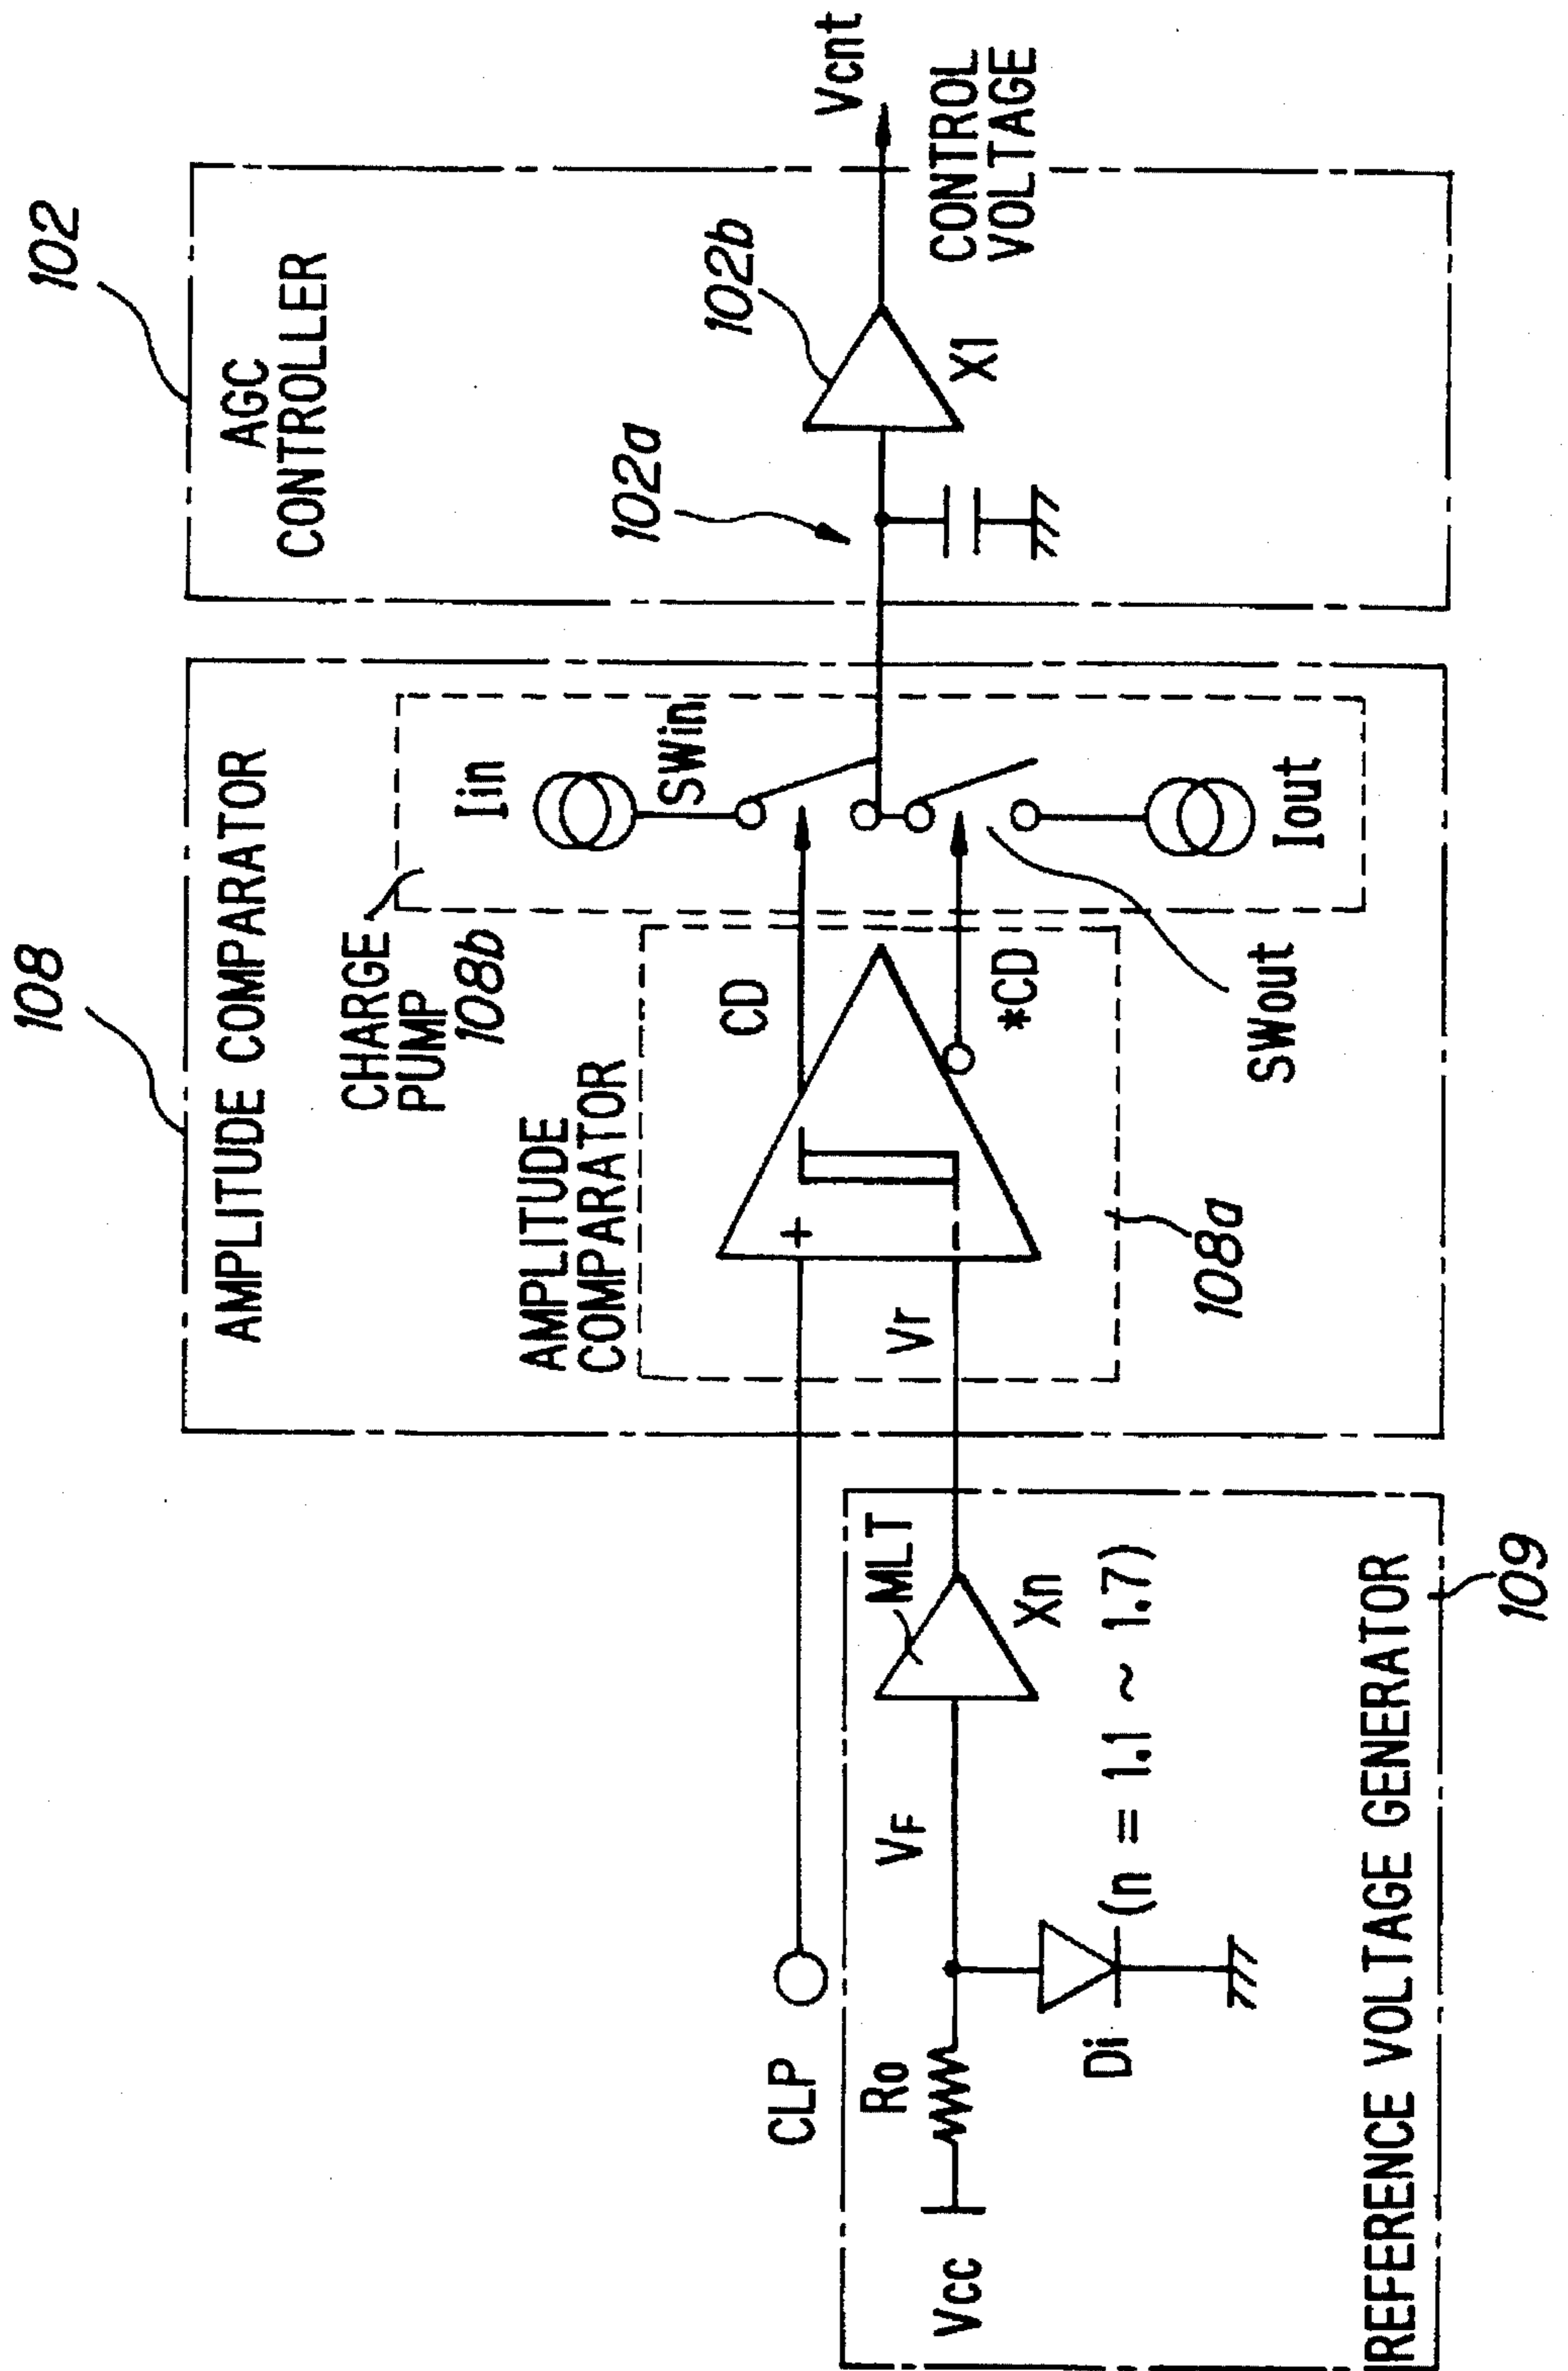 108
102
AMPLITUDE COMPARATOR
AGC
CONTROLLER
CHARGE
PUMP
108b
Iin
SWin
AMPLITUDE
COMPARATOR
102a
102b
CD
CLP
+
Vcnt
X1
CONTROL
VOLTAGE
MLT
Ro
VF
Vr
Vcc
*CD
Xn
Di
(n = 1.1 ~ 1.7)
108a
SWout
Iout
REFERENCE VOLTAGE GENERATOR
109